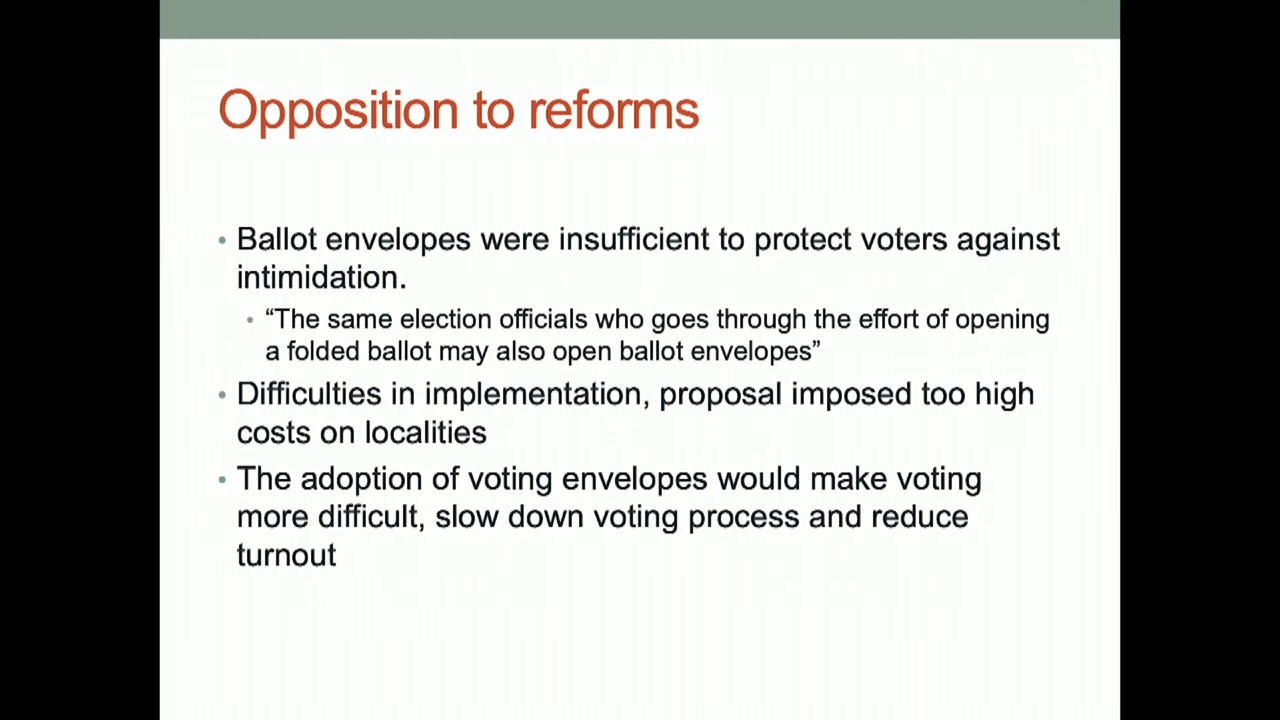 Opposition to reforms
• Ballot envelopes were insufficient to protect voters against
intimidation.
• “The same election officials who goes through the effort of opening
a folded ballot may also open ballot envelopes”
• Difficulties in implementation, proposal imposed too high
costs on localities
• The adoption of voting envelopes would make voting
more difficult, slow down voting process and reduce
turnout